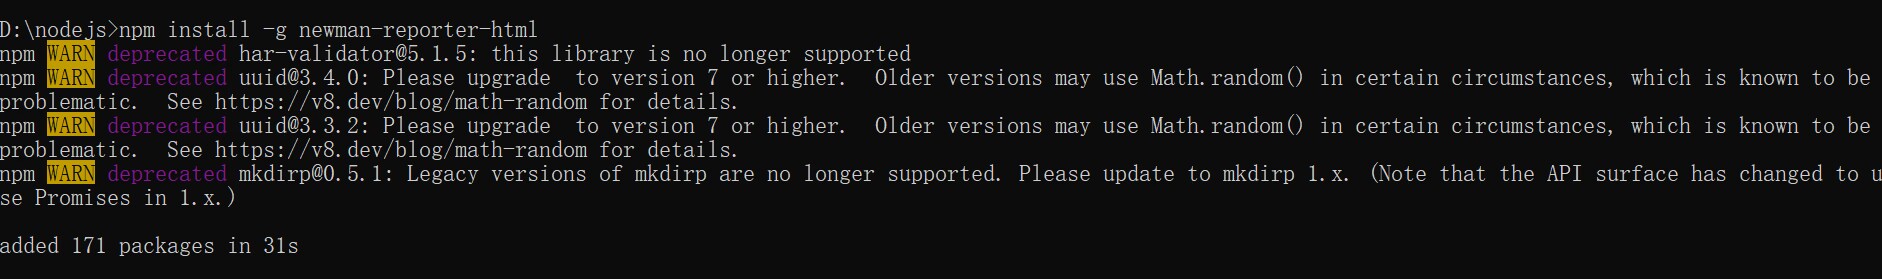 D:\nodejs>npm install -g newman-reporter-html
npm WARN deprecated har-validator@5.1.5: this library is no longer supported
npm WARN deprecated uuid@3.4.0: Please upgrade  to version 7 or higher.  Older versions may use Math.random() in certain circumstances, which is known to be
problematic.  See https://v8.dev/blog/math-random for details.
npm WARN deprecated uuid@3.3.2: Please upgrade  to version 7 or higher.  Older versions may use Math.random() in certain circumstances, which is known to be
problematic.  See https://v8.dev/blog/math-random for details.
npm WARN deprecated mkdirp@0.5.1: Legacy versions of mkdirp are no longer supported. Please update to mkdirp 1.x. (Note that the API surface has changed to u
se Promises in 1.x.)
added 171 packages in 31s